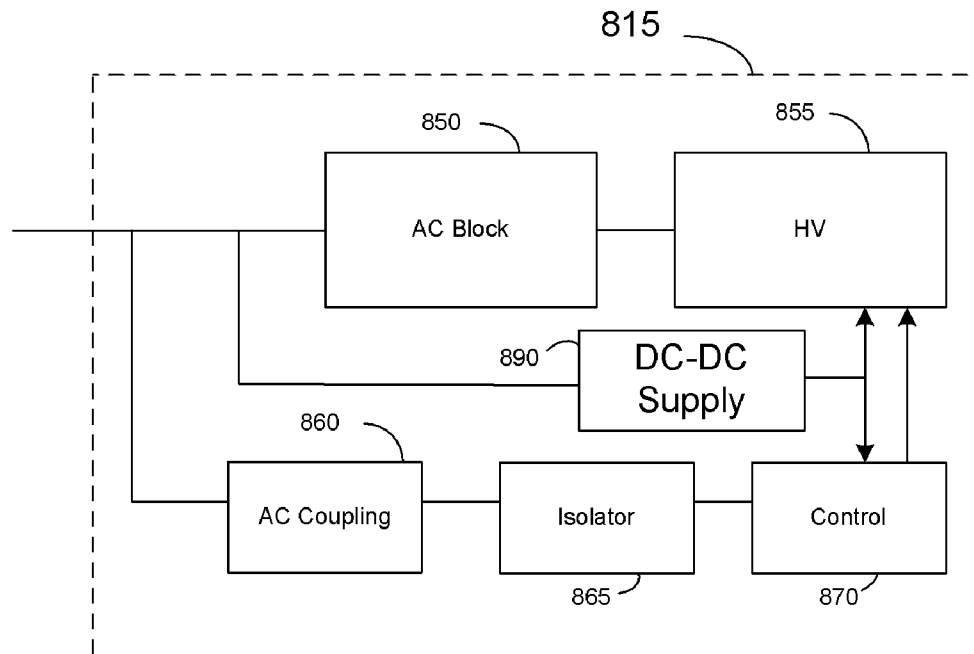 815
850
855
AC Block
HV
890
DC-DC
Supply
860
AC Coupling
Isolator
Control
865
870